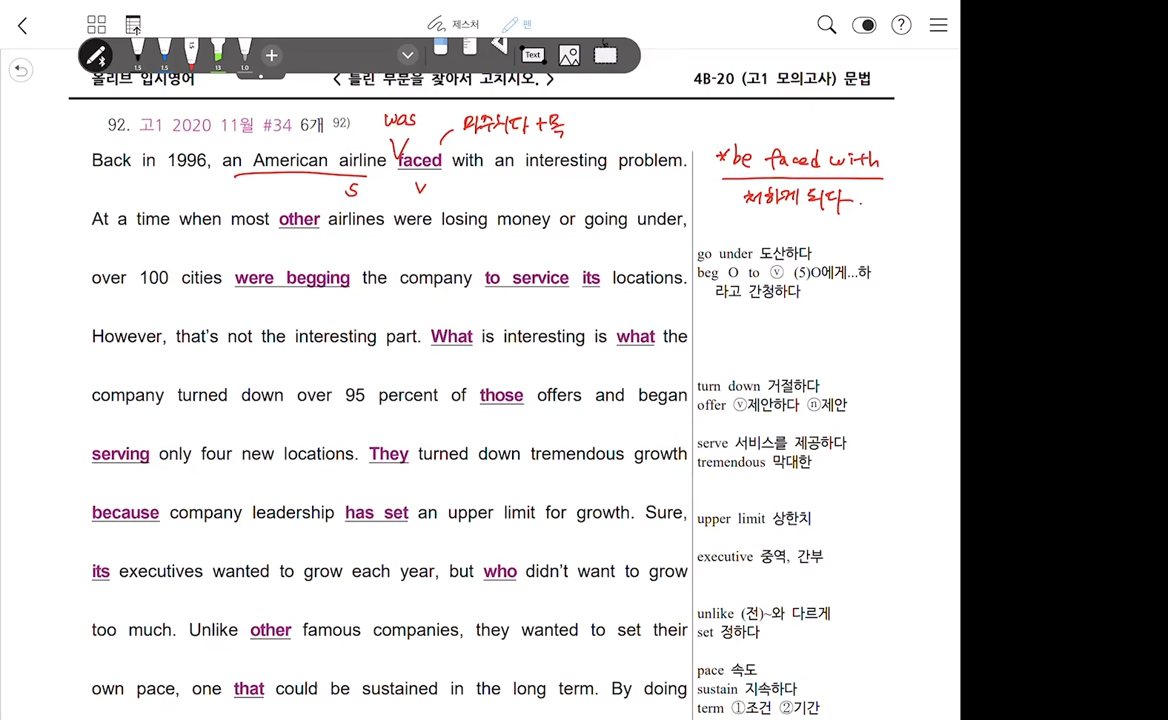 제스처 펜
1.5 1.5 1.5 13 1.0 Text
올리브 입시영어 < 틀린 부문을 찾아서 고치시오. > 4B-20 (고1 모의고사) 문법
92. 고1 2020 11월 #34 6개 92)
was 마주하다 +목
Back in 1996, an American airline faced with an interesting problem.
*be faced with
S V
처하게 되다.
At a time when most other airlines were losing money or going under,
go under 도산하다
over 100 cities were begging the company to service its locations.
beg O to ⓥ (5)O에게...하
라고 간청하다
However, that's not the interesting part. What is interesting is what the
turn down 거절하다
company turned down over 95 percent of those offers and began
offer ⓥ제안하다 ⓝ제안
serving only four new locations. They turned down tremendous growth
serve 서비스를 제공하다
tremendous 막대한
because company leadership has set an upper limit for growth. Sure,
upper limit 상한치
executive 중역, 간부
its executives wanted to grow each year, but who didn't want to grow
unlike (전)~와 다르게
too much. Unlike other famous companies, they wanted to set their
set 정하다
pace 속도
own pace, one that could be sustained in the long term. By doing
sustain 지속하다
term ①조건 ②기간